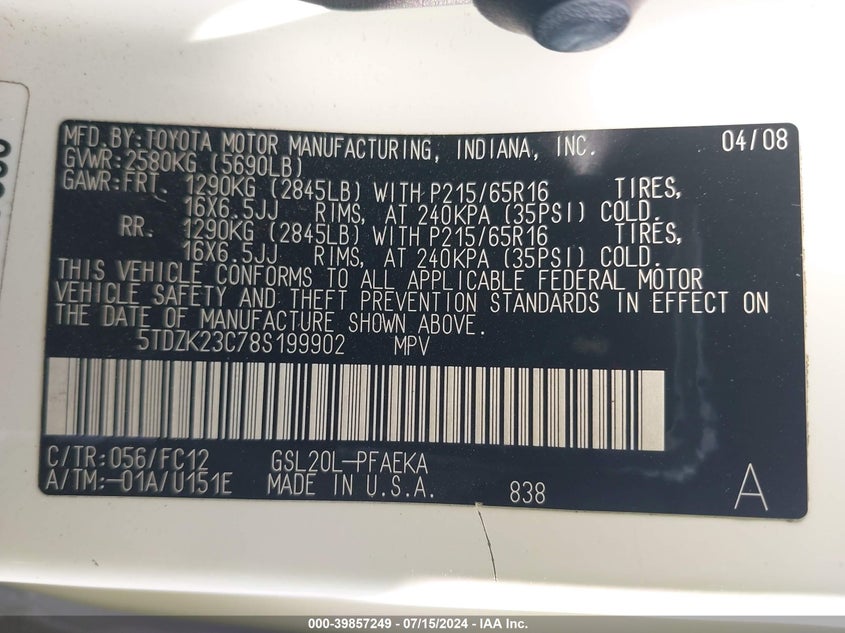 MFD.BY:TOYOTA MOTOR MANUFACTURING, INDIANA, INC. 04/08
GVWR:2580KG (5690LB)
GAWR:FRT. 1290KG (2845LB) WITH P215/65R16 TIRES,
16X6.5JJ RIMS, AT 240KPA (35PSI) COLD.
RR. 1290KG (2845LB) WITH P215/65R16 TIRES,
16X6.5JJ RIMS, AT 240KPA (35PSI) COLD.
THIS VEHICLE CONFORMS TO ALL APPLICABLE FEDERAL MOTOR
VEHICLE SAFETY AND THEFT PREVENTION STANDARDS IN EFFECT ON
THE DATE OF MANUFACTURE SHOWN ABOVE.
5TDZK23C78S199902 MPV
C/TR:056/FC12 GSL20L-PFAEKA
A/TM:-01A/U151E MADE IN U.S.A. 838 A
000-39857249 - 07/15/2024 - IAA Inc.